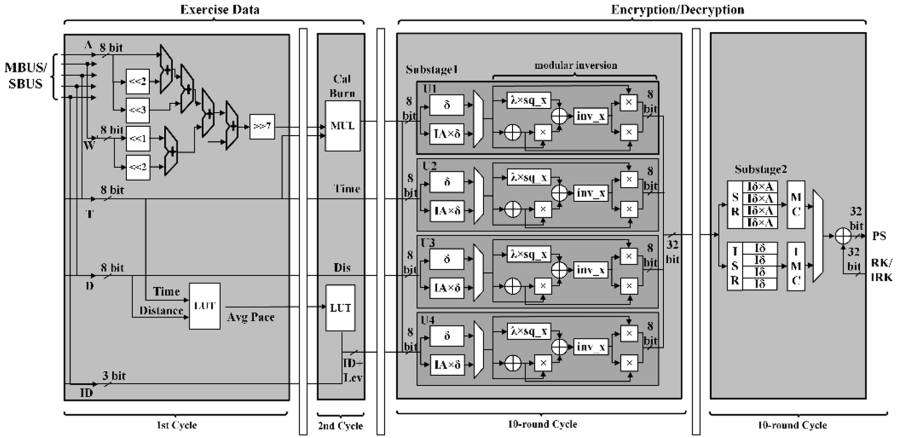 Exercise Data
Encryption/Decryption
MBUS/
SBUS
A
8 bit
<<2
<<3
W
8 bit
<<1
<<2
>>7
T
8 bit
D
8 bit
Time
Distance
LUT
Avg Pace
ID
3 bit
1st Cycle
Cal
Burn
MUL
Time
Dis
LUT
ID+
Lev
2nd Cycle
Substage1
modular inversion
8
bit
U1
δ
IA×δ
λ×sq_x
inv_x
×
×
×
8
bit
8
bit
U2
δ
IA×δ
λ×sq_x
inv_x
×
×
×
8
bit
8
bit
U3
δ
IA×δ
λ×sq_x
inv_x
×
×
×
8
bit
8
bit
U4
δ
IA×δ
λ×sq_x
inv_x
×
×
×
8
bit
32
bit
10-round Cycle
Substage2
S
R
Iδ×A
Iδ×A
Iδ×A
Iδ×A
M
C
I
S
R
Iδ
Iδ
Iδ
Iδ
I
M
C
32
bit
PS
32
bit
RK/
IRK
10-round Cycle